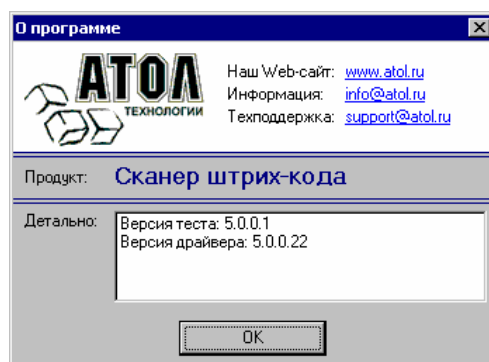 О программе
АТОЛ
ТЕХНОЛОГИИ
Наш Web-сайт: www.atol.ru
Информация: info@atol.ru
Техподдержка: support@atol.ru
Продукт: Сканер штрих-кода
Детально:
Версия теста: 5.0.0.1
Версия драйвера: 5.0.0.22
OK